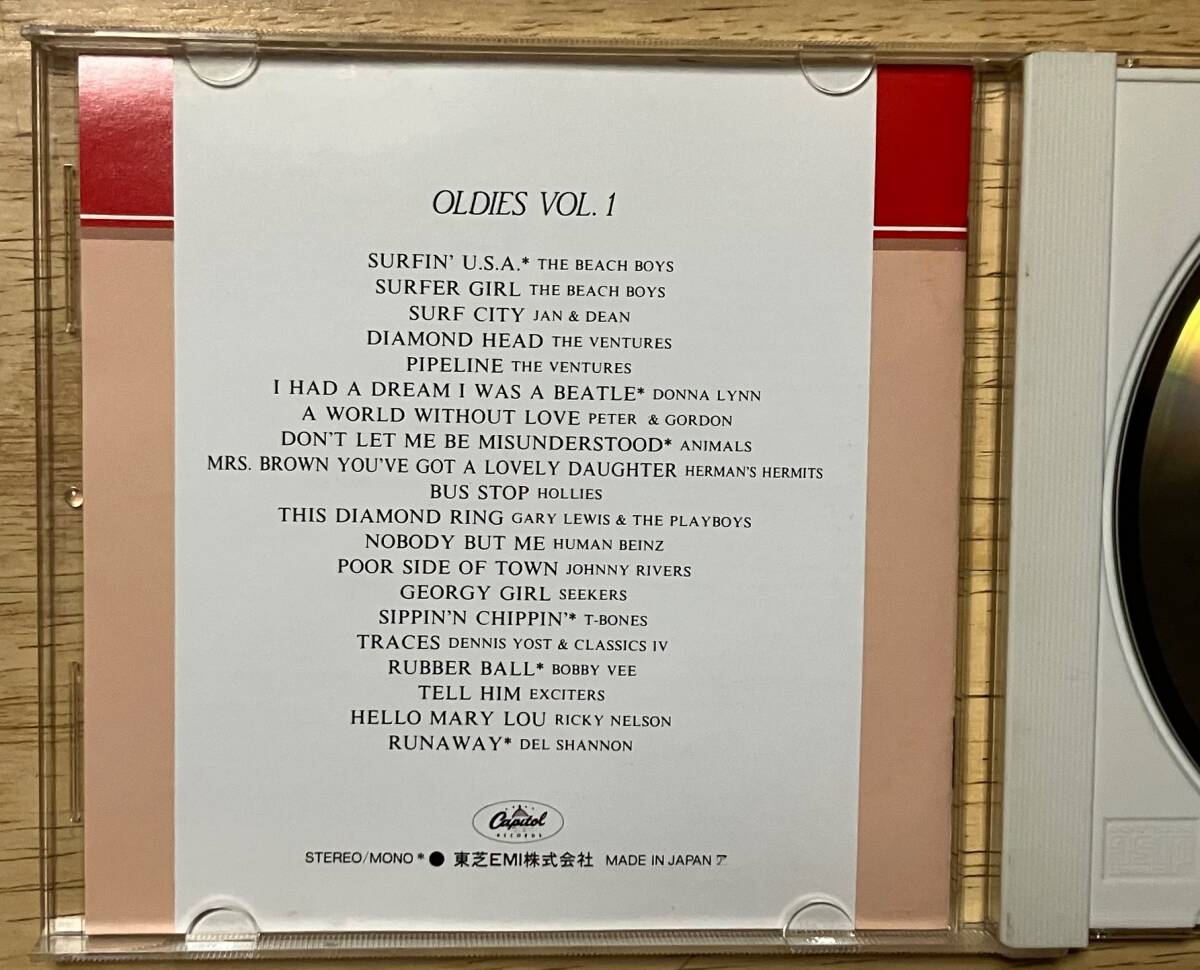 OLDIES VOL. 1
SURFIN' U.S.A.* THE BEACH BOYS
SURFER GIRL THE BEACH BOYS
SURF CITY JAN & DEAN
DIAMOND HEAD THE VENTURES
PIPELINE THE VENTURES
I HAD A DREAM I WAS A BEATLE* DONNA LYNN
A WORLD WITHOUT LOVE PETER & GORDON
DON'T LET ME BE MISUNDERSTOOD* ANIMALS
MRS. BROWN YOU'VE GOT A LOVELY DAUGHTER HERMAN'S HERMITS
BUS STOP HOLLIES
THIS DIAMOND RING GARY LEWIS & THE PLAYBOYS
NOBODY BUT ME HUMAN BEINZ
POOR SIDE OF TOWN JOHNNY RIVERS
GEORGY GIRL SEEKERS
SIPPIN'N CHIPPIN'* T-BONES
TRACES DENNIS YOST & CLASSICS IV
RUBBER BALL* BOBBY VEE
TELL HIM EXCITERS
HELLO MARY LOU RICKY NELSON
RUNAWAY* DEL SHANNON
Capitol
RECORDS
STEREO/MONO * ● 東芝EMI株式会社 MADE IN JAPAN ア